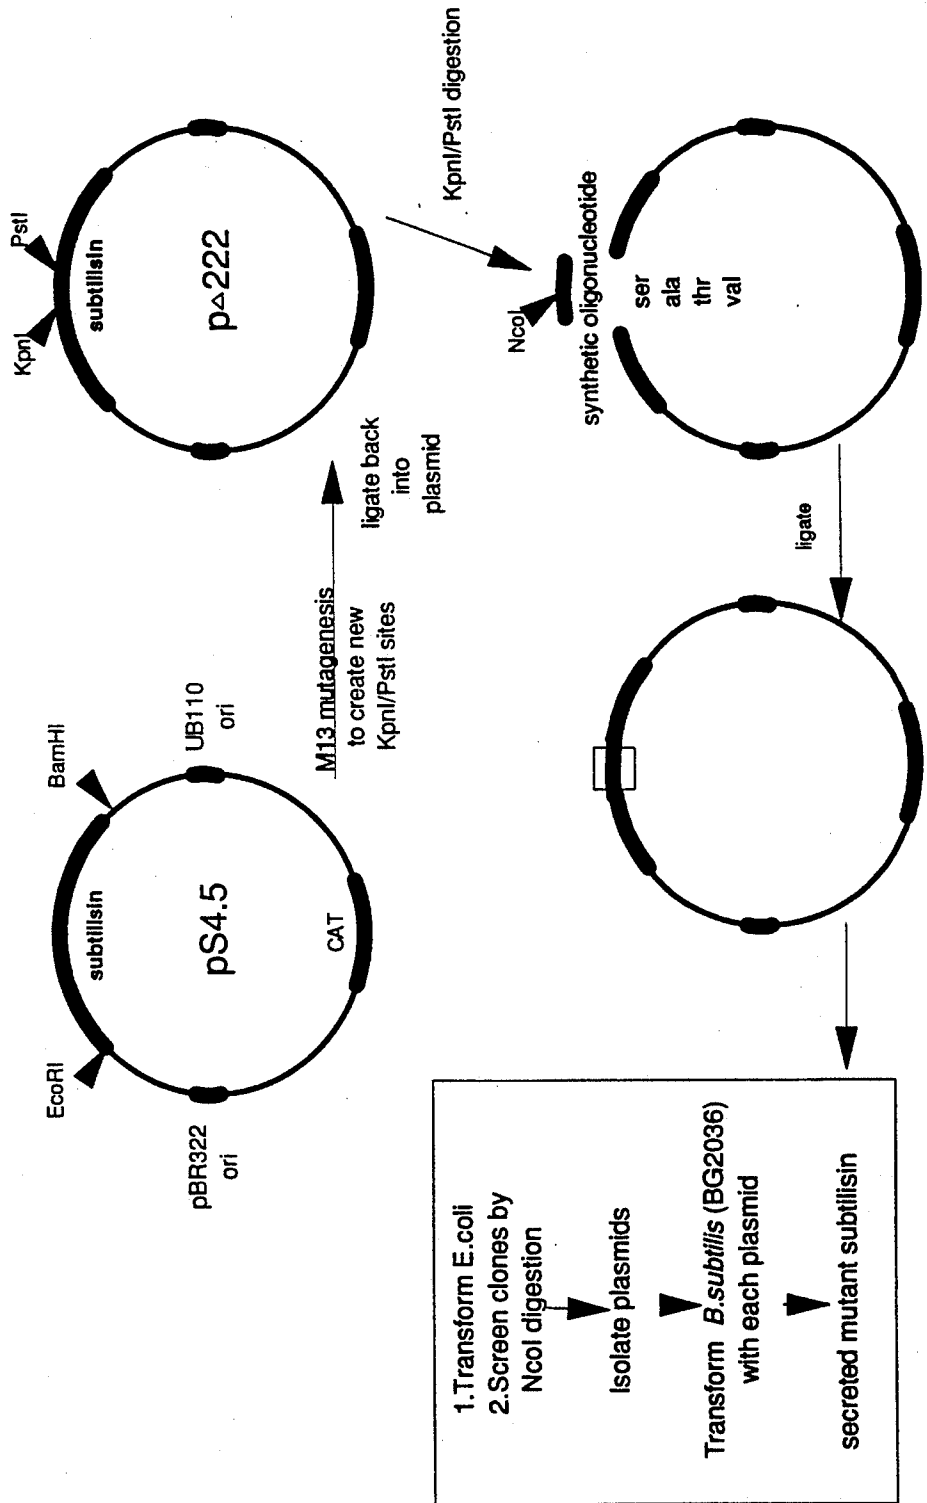 EcoRI
BamHI
subtilisin
pS4.5
pBR322
ori
UB110
ori
CAT
M13 mutagenesis
to create new
KpnI/PstI sites
ligate back
into
plasmid
KpnI
PstI
subtilisin
p△222
KpnI/PstI digestion
NcoI
synthetic oligonucleotide
ser
ala
thr
val
ligate
1.Transform E.coli
2.Screen clones by
NcoI digestion
Isolate plasmids
Transform B.subtilis (BG2036)
with each plasmid
secreted mutant subtilisin